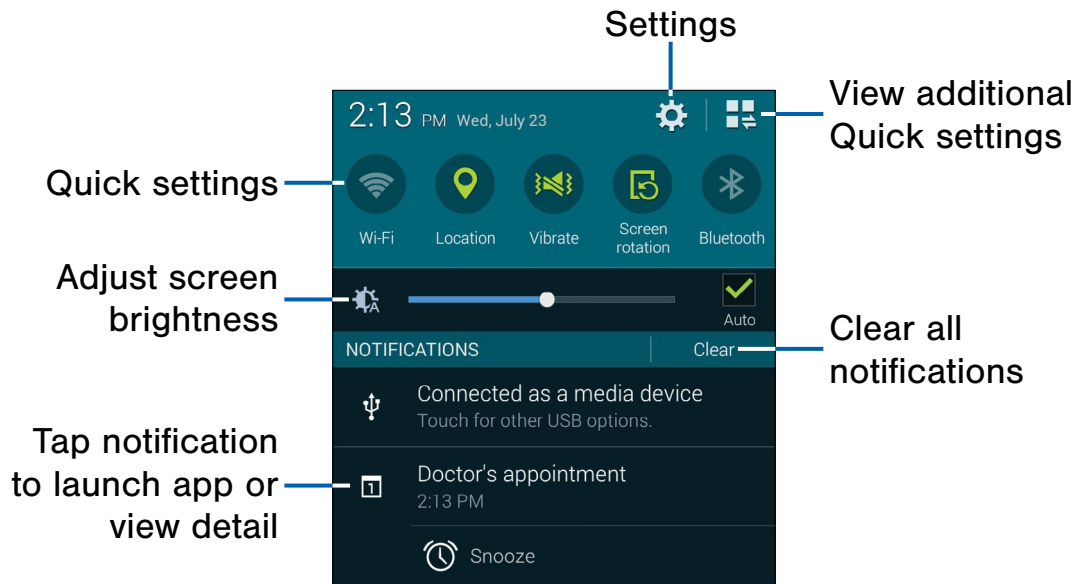 Settings
View additional
Quick settings
2:13 PM Wed, July 23
Quick settings
Wi-Fi
Location
Vibrate
Screen
rotation
Bluetooth
Adjust screen
brightness
A
Auto
Clear all
notifications
NOTIFICATIONS
Clear
Connected as a media device
Touch for other USB options.
Tap notification
to launch app or
view detail
1
Doctor's appointment
2:13 PM
Snooze